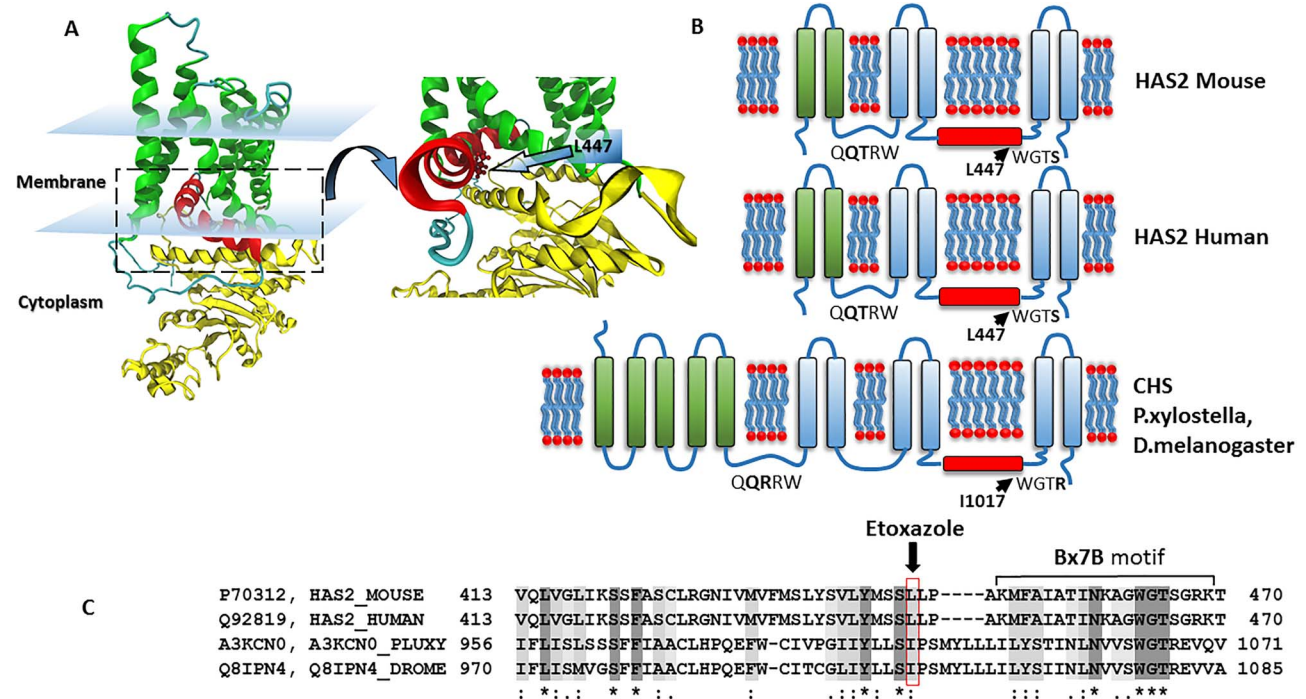 A
Membrane
Cytoplasm
L447
B
HAS2 Mouse
QQTRW
L447
WGTS
HAS2 Human
QQTRW
L447
WGTS
CHS
P.xylostella,
D.melanogaster
QQRRW
I1017
WGTR
Etoxazole
Bx7B motif
C
P70312, HAS2_MOUSE 413 VQLVGLIKSSFASCLRGNIVMVFMSLYSVLYMSSLLP----AKMFAIATINKAGWGTSGRKT 470
Q92819, HAS2_HUMAN 413 VQLVGLIKSSFASCLRGNIVMVFMSLYSVLYMSSLLP----AKMFAIATINKAGWGTSGRKT 470
A3KCN0, A3KCN0_PLUXY 956 IFLISLSSSFFIAACLHPQEFW-CIVPGLIYLLSIPSMYLLLILYSIINLNVVSWGTREVQV 1071
Q8IPN4, Q8IPN4_DROME 970 IFLISMVGSFFIAACLHPQEFW-CITCGLIYLLSIPSMYLLLILYSTINLNVVSWGTREVVA 1085
: *:.: * * :: : :*: *: :::: .:* ..***